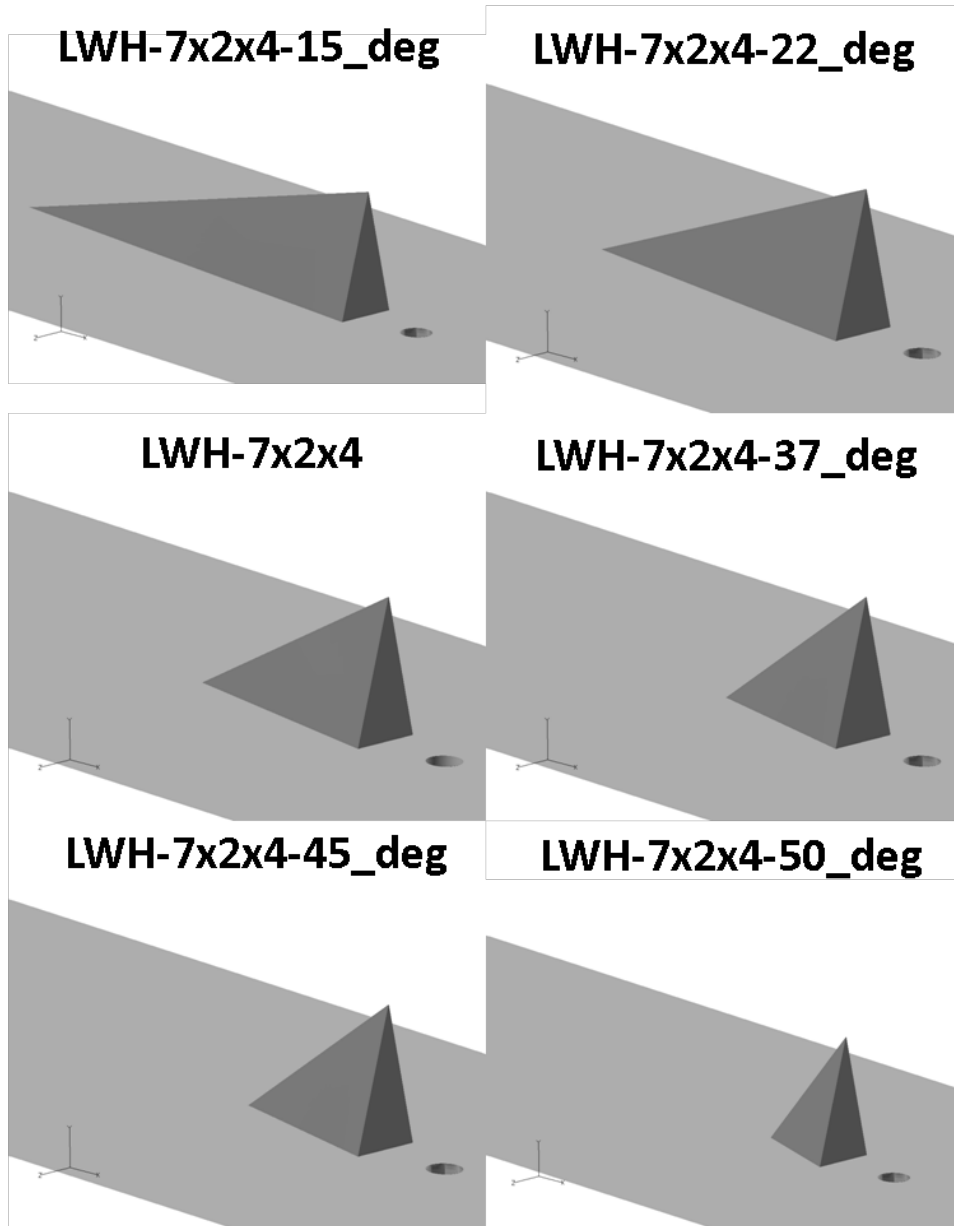 LWH-7x2x4-15_deg
LWH-7x2x4-22_deg
Y
Z
X
Y
Z
X
LWH-7x2x4
LWH-7x2x4-37_deg
Y
Z
X
Y
Z
X
LWH-7x2x4-45_deg
LWH-7x2x4-50_deg
Y
Z
X
Y
Z
X